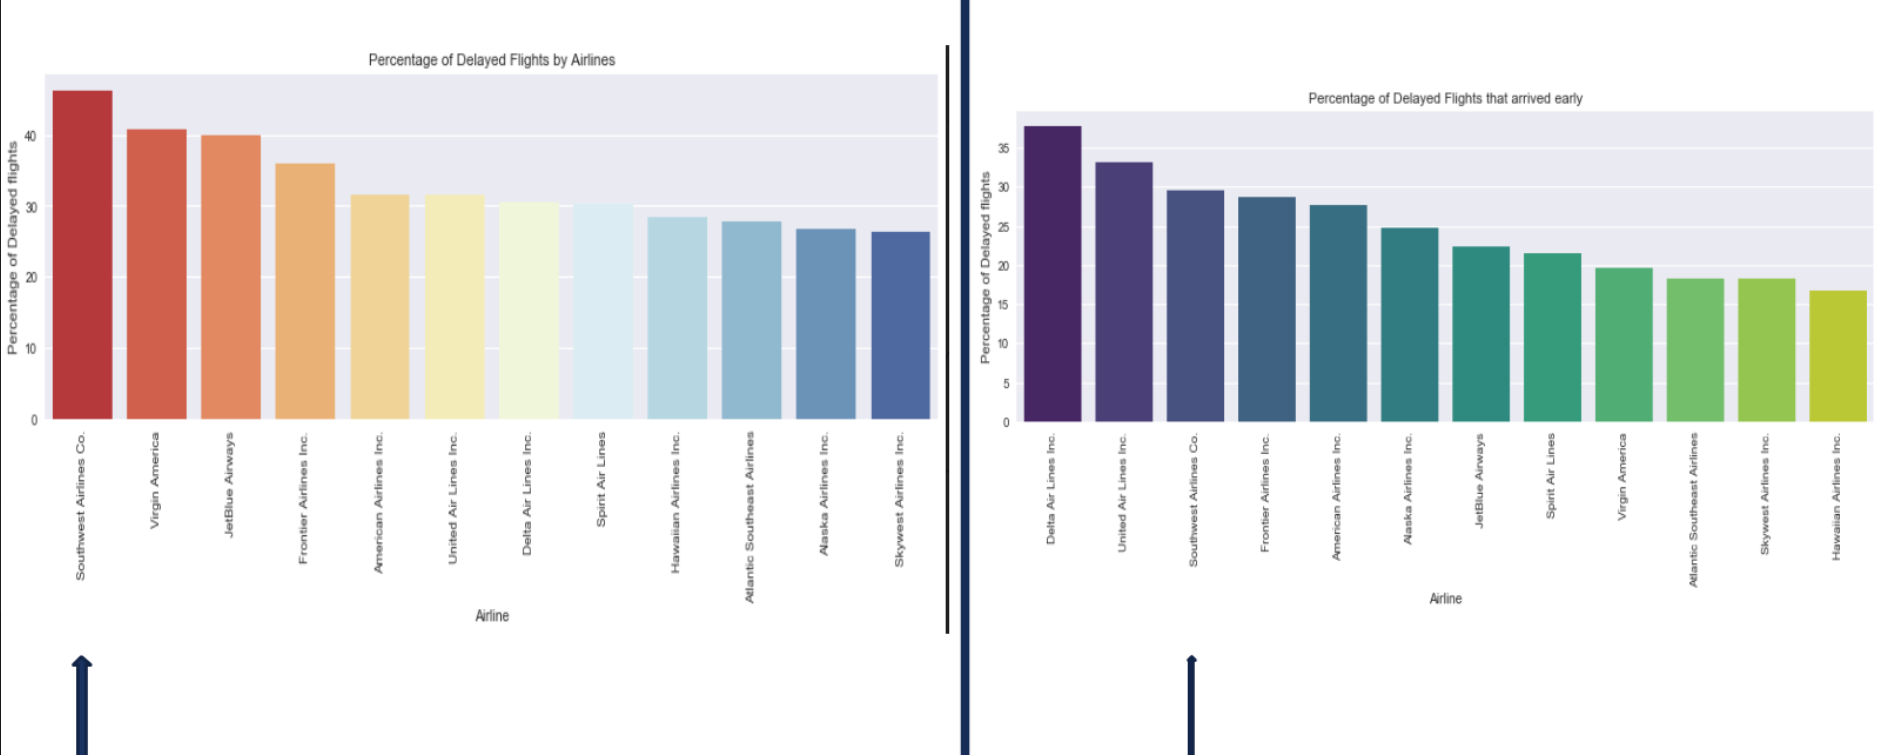 Percentage of Delayed Flights by Airlines
Percentage of Delayed flights
40
30
20
10
0
Southwest Airlines Co.
Virgin America
JetBlue Airways
Frontier Airlines Inc.
American Airlines Inc.
United Air Lines Inc.
Delta Air Lines Inc.
Spirit Air Lines
Hawaiian Airlines Inc.
Atlantic Southeast Airlines
Alaska Airlines Inc.
Skywest Airlines Inc.
Airline
Percentage of Delayed Flights that arrived early
Percentage of Delayed flights
35
30
25
20
15
10
5
0
Delta Air Lines Inc.
United Air Lines Inc.
Southwest Airlines Co.
Frontier Airlines Inc.
American Airlines Inc.
Alaska Airlines Inc.
JetBlue Airways
Spirit Air Lines
Virgin America
Atlantic Southeast Airlines
Skywest Airlines Inc.
Hawaiian Airlines Inc.
Airline